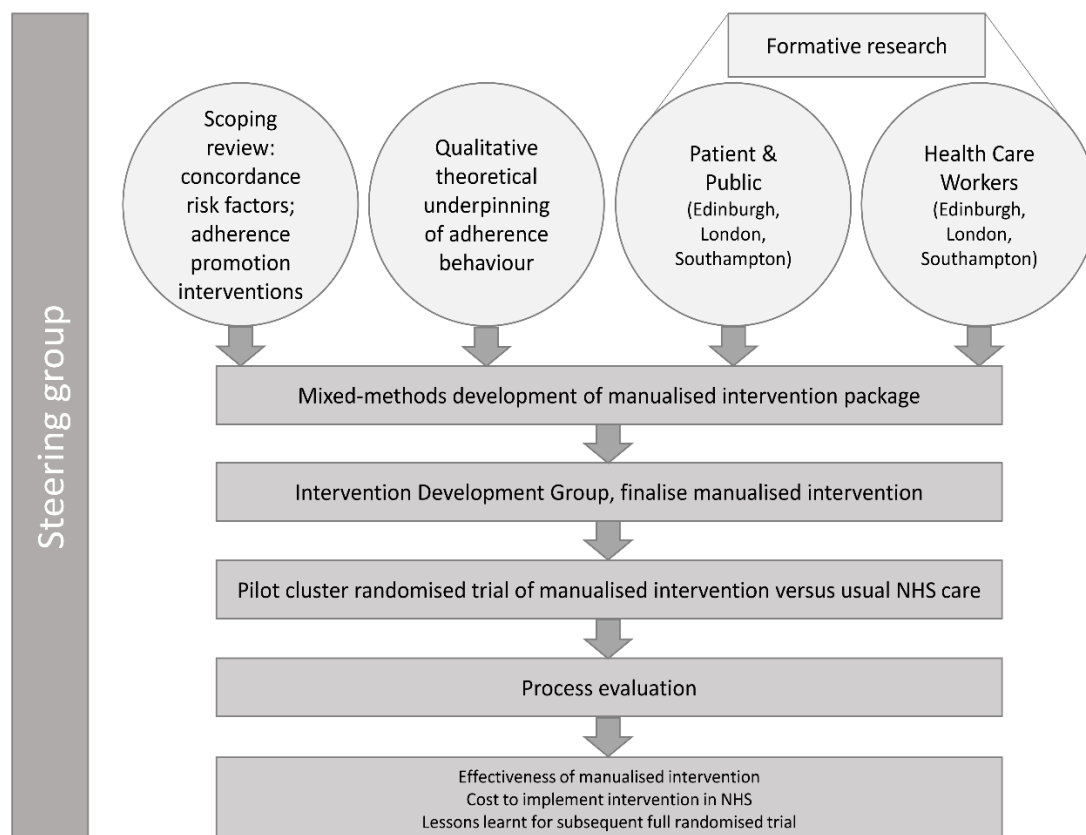 Steering group
Formative research
Scoping
review:
concordance
risk factors;
adherence
promotion
interventions
Qualitative
theoretical
underpinning
of adherence
behaviour
Patient &
Public
(Edinburgh,
London,
Southampton)
Health Care
Workers
(Edinburgh,
London,
Southampton)
Mixed-methods development of manualised intervention package
Intervention Development Group, finalise manualised intervention
Pilot cluster randomised trial of manualised intervention versus usual NHS care
Process evaluation
Effectiveness of manualised intervention
Cost to implement intervention in NHS
Lessons learnt for subsequent full randomised trial